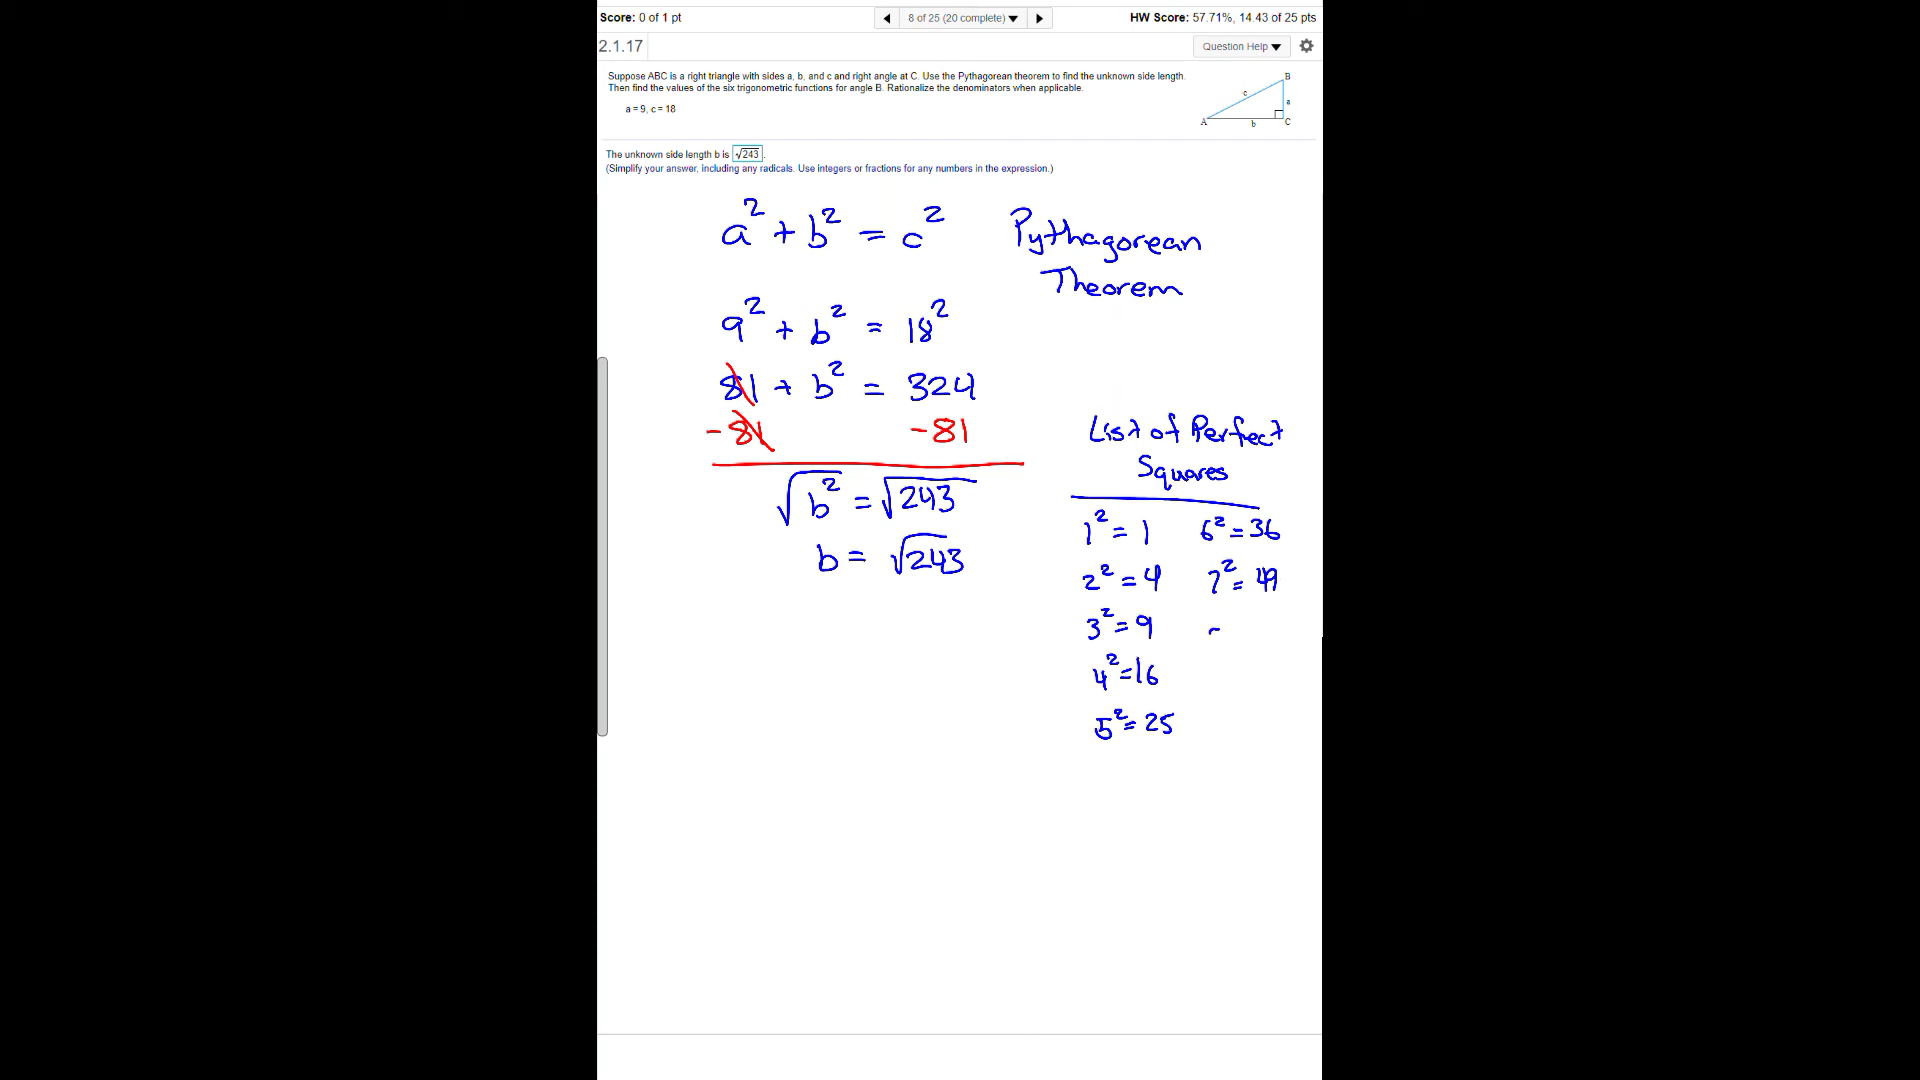 Score: 0 of 1 pt
8 of 25 (20 complete)
HW Score: 57.71%, 14.43 of 25 pts
2.1.17
Question Help
Suppose ABC is a right triangle with sides a, b, and c and right angle at C. Use the Pythagorean theorem to find the unknown side length.
Then find the values of the six trigonometric functions for angle B. Rationalize the denominators when applicable.
a = 9, c = 18
B
c
a
A
b
C
The unknown side length b is √243.
(Simplify your answer, including any radicals. Use integers or fractions for any numbers in the expression.)
a² + b² = c²
Pythagorean
Theorem
9² + b² = 18²
81 + b² = 324
-81 -81
√b² = √243
b = √243
List of Perfect
Squares
1² = 1 6² = 36
2² = 4 7² = 49
3² = 9
4² = 16
5² = 25